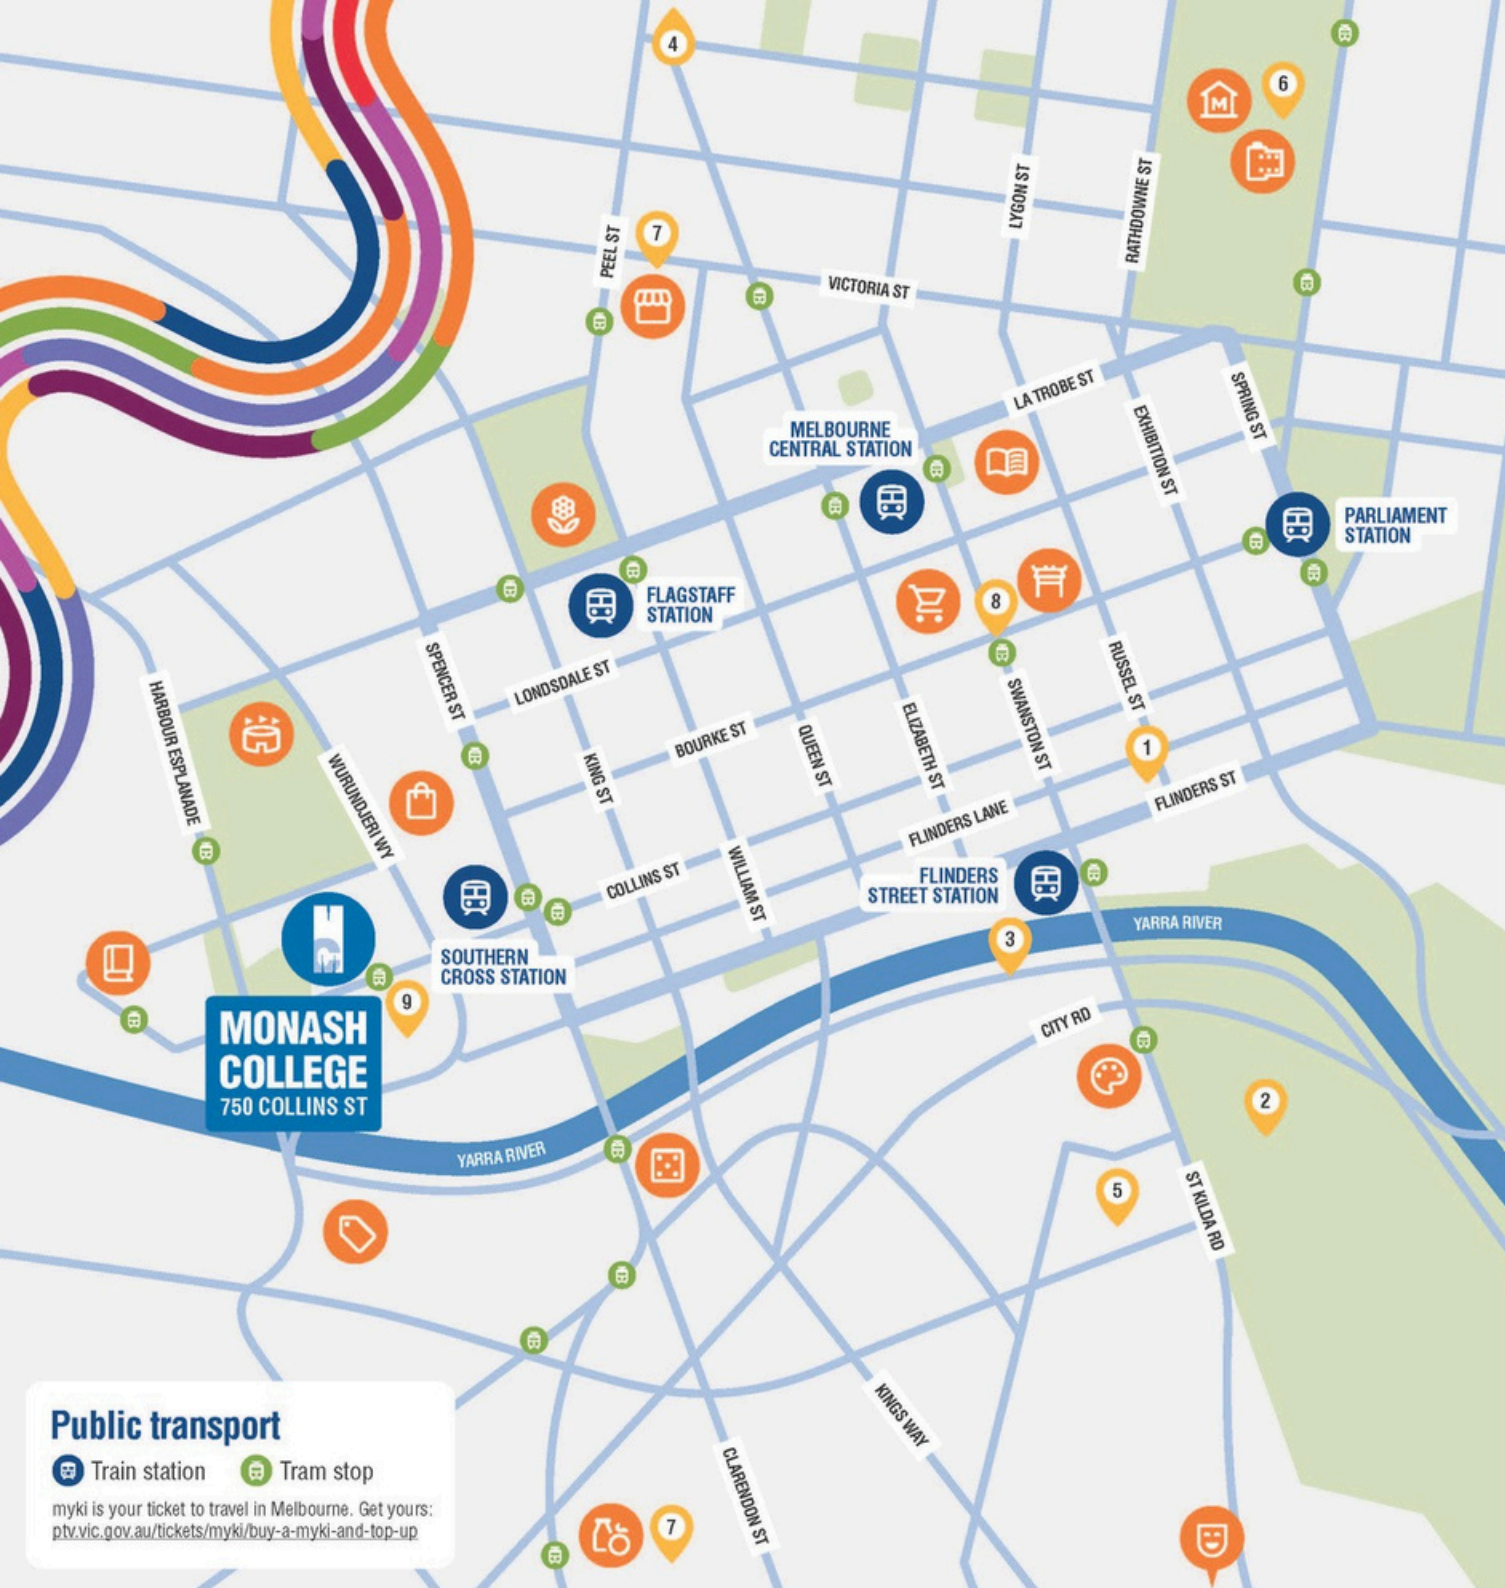 4
6
LYGON ST
RATHDOWNE ST
PEEL ST
7
VICTORIA ST
LA TROBE ST
SPRING ST
EXHIBITION ST
MELBOURNE
CENTRAL STATION
PARLIAMENT
STATION
FLAGSTAFF
STATION
8
SPENCER ST
LONDSDALE ST
RUSSEL ST
HARBOUR ESPLANADE
SWANSTON ST
ELIZABETH ST
BOURKE ST
QUEEN ST
1
WURUNDJERI WY
KING ST
FLINDERS ST
FLINDERS LANE
COLLINS ST
WILLIAM ST
FLINDERS
STREET STATION
YARRA RIVER
3
SOUTHERN
CROSS STATION
9
M
MONASH
COLLEGE
750 COLLINS ST
CITY RD
2
YARRA RIVER
5
ST KILDA RD
KINGS WAY
CLARENDON ST
7
Public transport
Train station
Tram stop
myki is your ticket to travel in Melbourne. Get yours:
ptv.vic.gov.au/tickets/myki/buy-a-myki-and-top-up